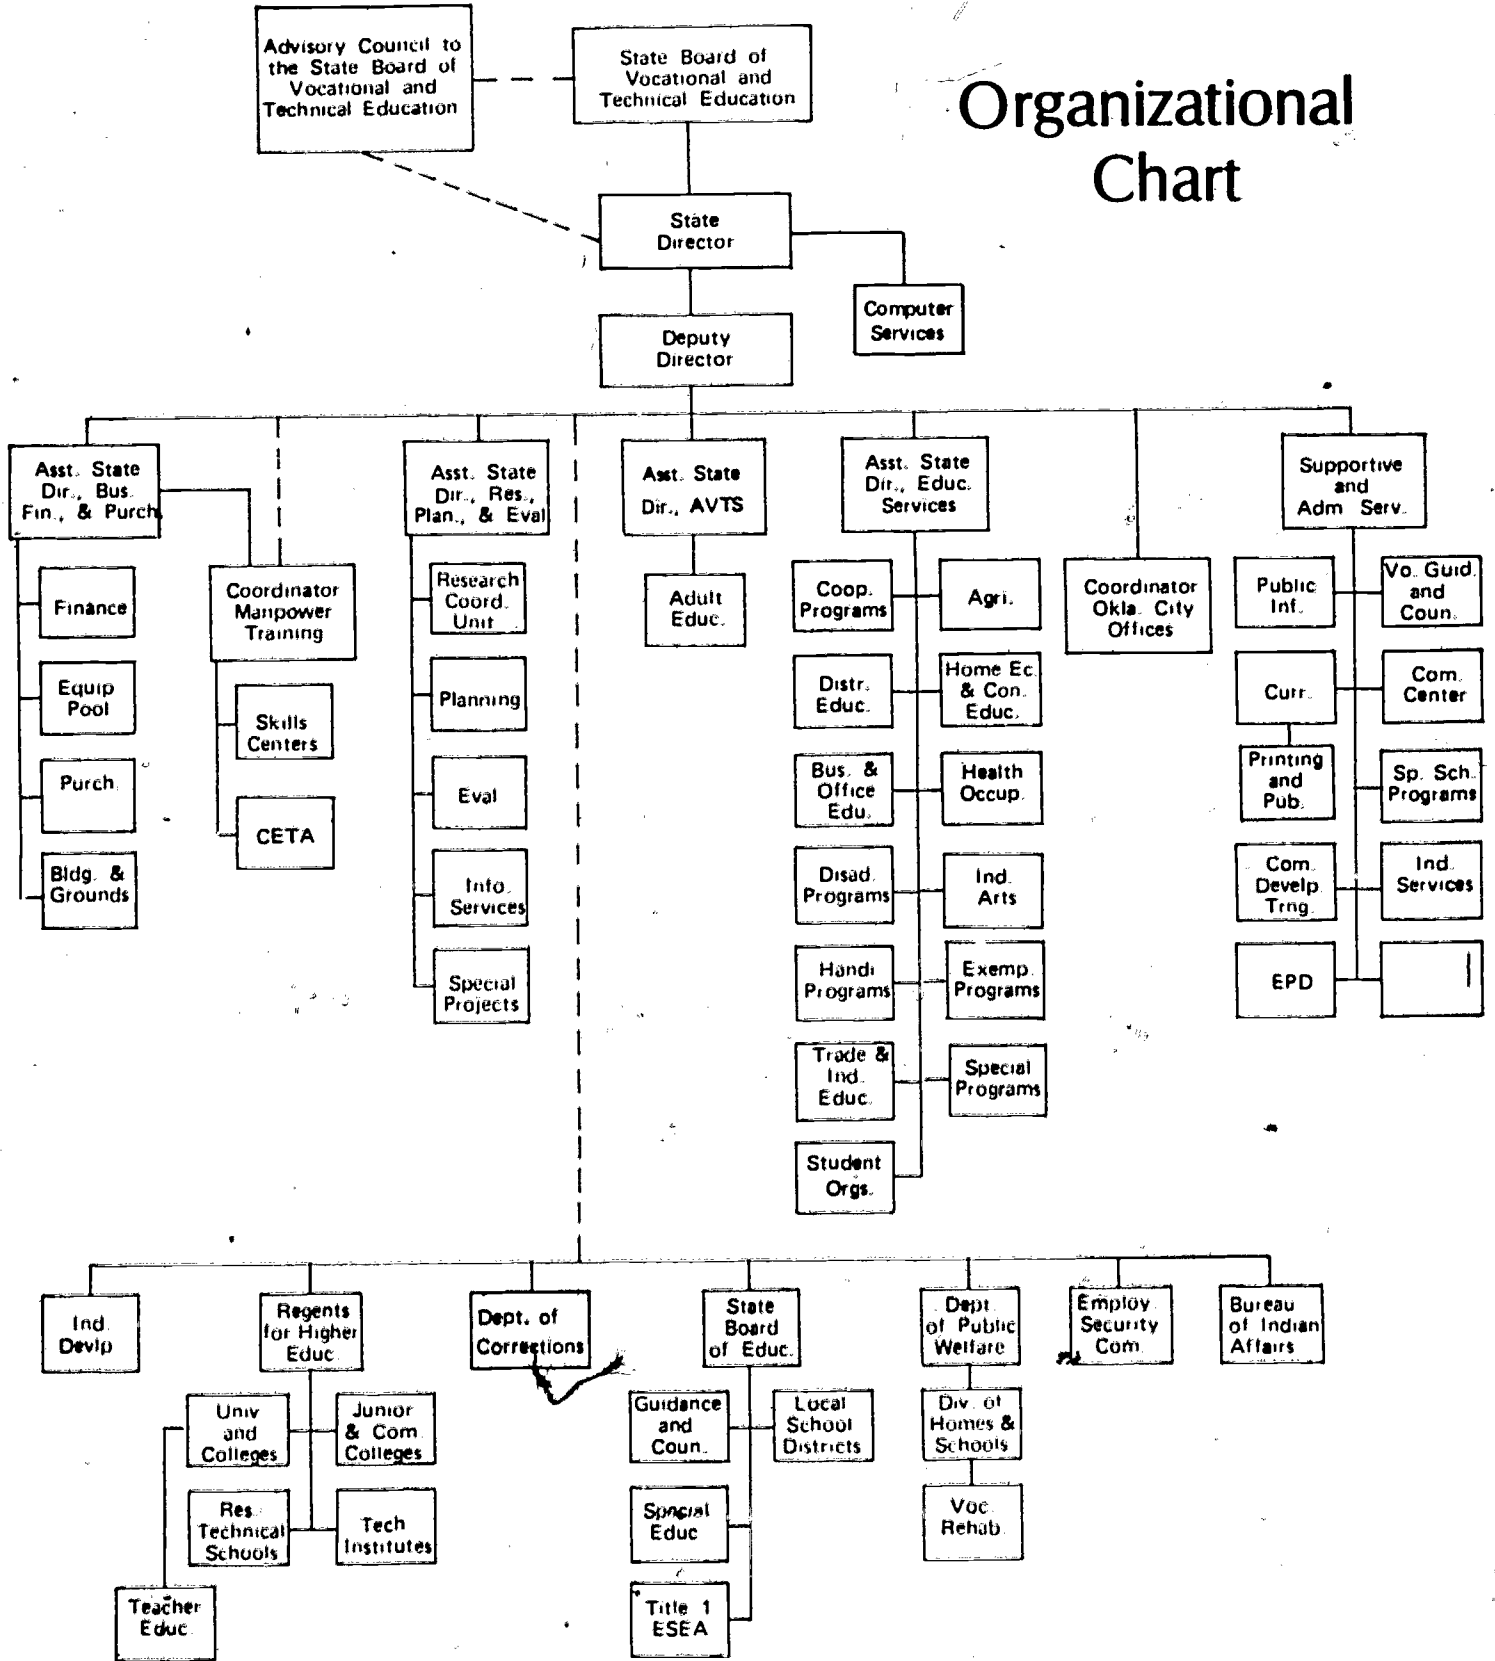 Organizational
Chart
Advisory Council to
the State Board of
Vocational and
Technical Education
State Board of
Vocational and
Technical Education
State
Director
Computer
Services
Deputy
Director
Asst. State
Dir., Bus.
Fin., & Purch.
Asst. State
Dir., Res.,
Plan., & Eval
Asst. State
Dir., AVTS
Asst. State
Dir., Educ.
Services
Supportive
and
Adm Serv.
Finance
Equip
Pool
Purch.
Bldg. &
Grounds
Coordinator
Manpower
Training
Skills
Centers
CETA
Research
Coord.
Unit
Planning
Eval
Info.
Services
Special
Projects
Adult
Educ.
Coop.
Programs
Agri.
Distr.
Educ.
Home Ec.
& Con.
Educ.
Bus. &
Office
Edu.
Health
Occup.
Disad.
Programs
Ind.
Arts
Handi
Programs
Exemp.
Programs
Trade &
Ind.
Educ.
Special
Programs
Student
Orgs.
Coordinator
Okla. City
Offices
Public
Inf.
Vo. Guid.
and
Coun.
Curr.
Com.
Center
Printing
and
Pub.
Sp. Sch.
Programs
Com.
Develp.
Trng.
Ind.
Services
EPD
Ind.
Devlp
Regents
for Higher
Educ.
Dept. of
Corrections
State
Board
of Educ.
Dept.
of Public
Welfare
Employ.
Security
Com.
Bureau
of Indian
Affairs
Univ
and
Colleges
Junior
& Com.
Colleges
Res.
Technical
Schools
Tech
Institutes
Teacher
Educ.
Guidance
and
Coun.
Local
School
Districts
Special
Educ
Title 1
ESEA
Div. of
Homes &
Schools
Voc.
Rehab.